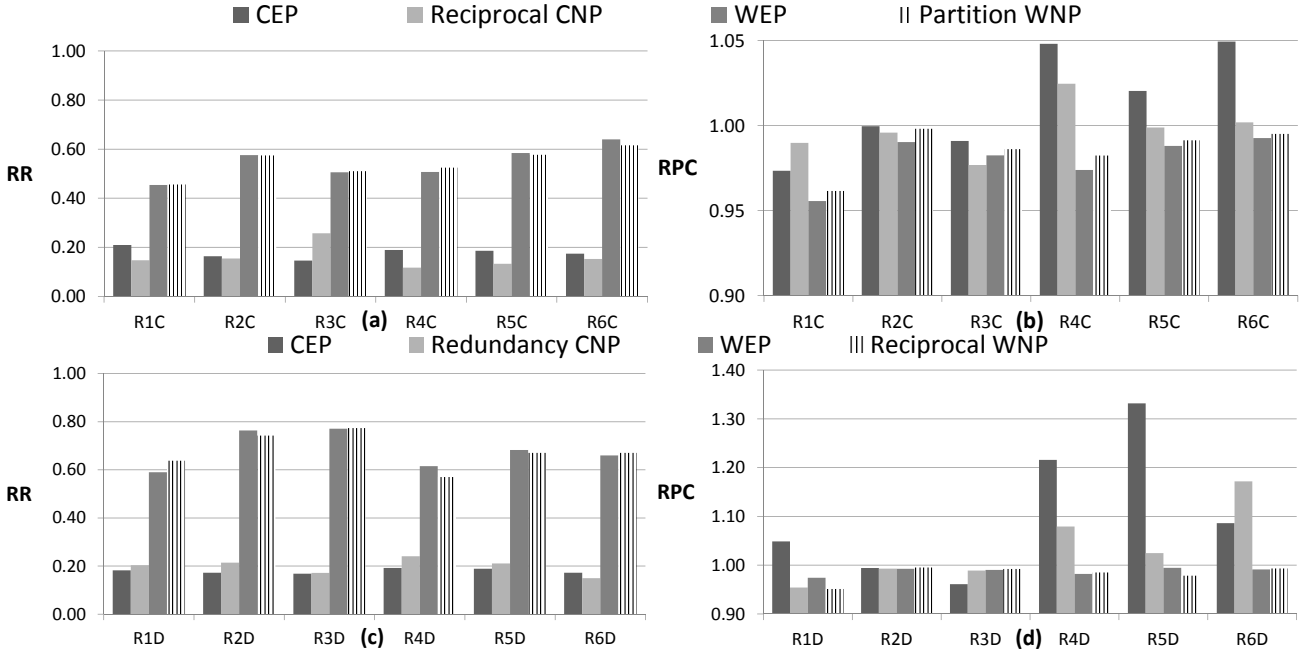 CEP Reciprocal CNP WEP Partition WNP
1.00
0.80
0.60
0.40
0.20
0.00
RR
R1C R2C R3C R4C R5C R6C
(a)
1.05
1.00
0.95
0.90
RPC
R1C R2C R3C R4C R5C R6C
(b)
CEP Redundancy CNP WEP Reciprocal WNP
1.00
0.80
0.60
0.40
0.20
0.00
RR
R1D R2D R3D R4D R5D R6D
(c)
1.40
1.30
1.20
1.10
1.00
0.90
RPC
R1D R2D R3D R4D R5D R6D
(d)